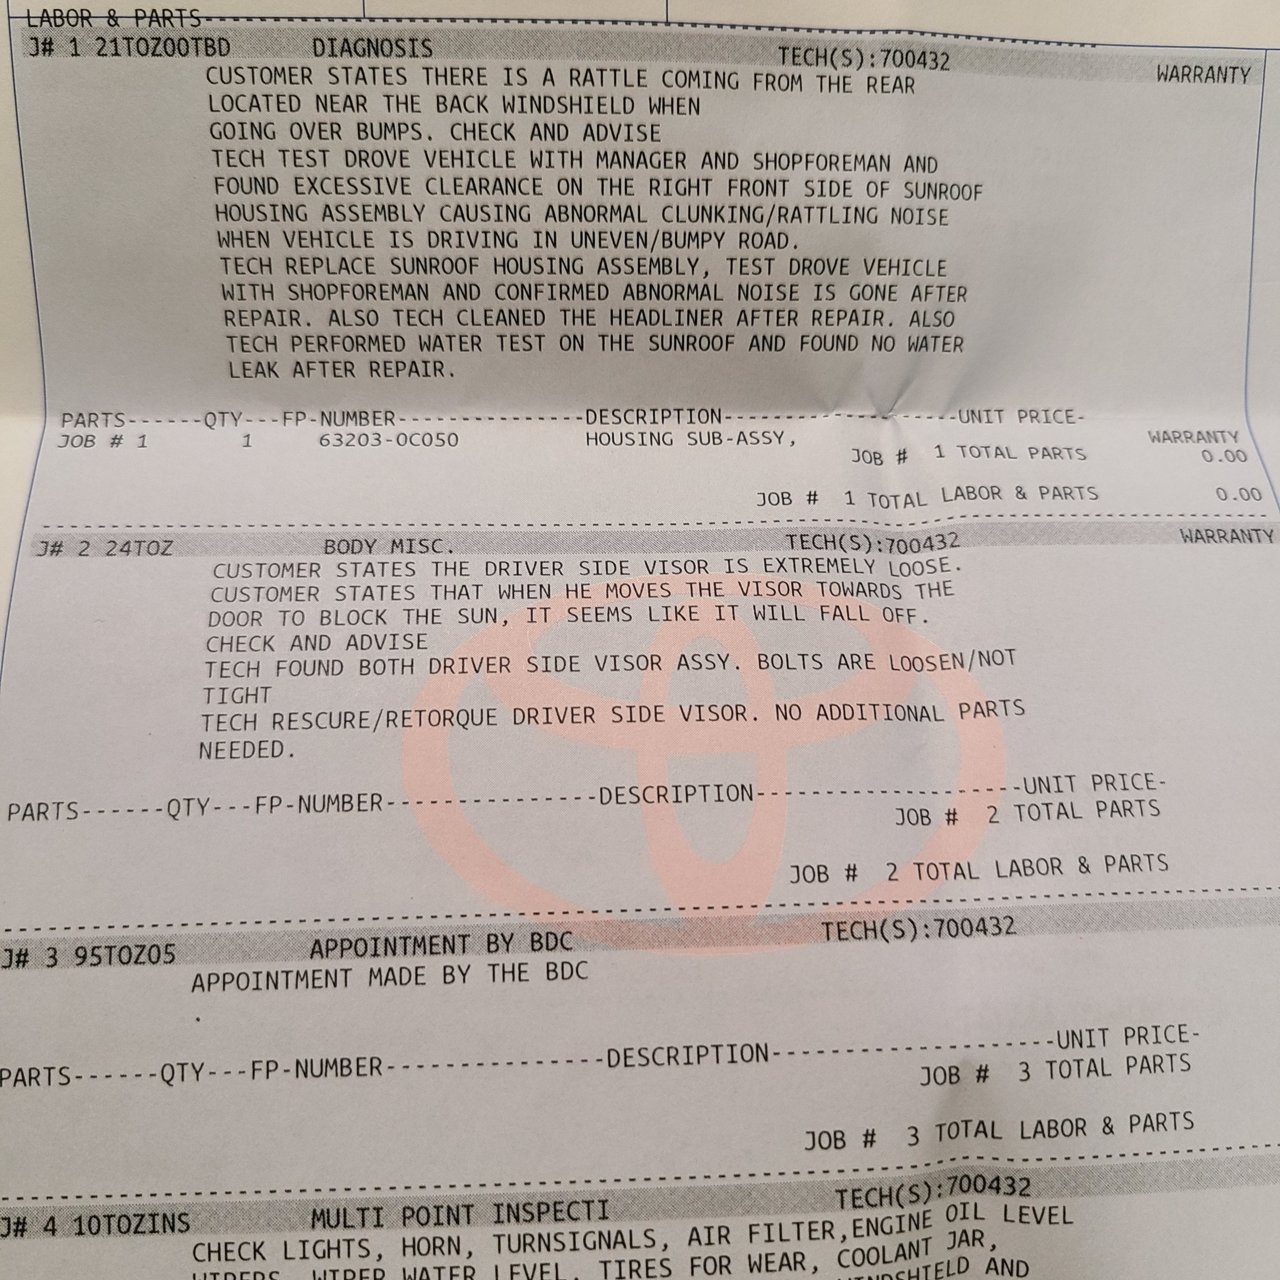 LABOR & PARTS--------------------------------------------------------------------
J# 1 21TOZ00TBD DIAGNOSIS TECH(S):700432 WARRANTY
CUSTOMER STATES THERE IS A RATTLE COMING FROM THE REAR
LOCATED NEAR THE BACK WINDSHIELD WHEN
GOING OVER BUMPS. CHECK AND ADVISE
TECH TEST DROVE VEHICLE WITH MANAGER AND SHOPFOREMAN AND
FOUND EXCESSIVE CLEARANCE ON THE RIGHT FRONT SIDE OF SUNROOF
HOUSING ASSEMBLY CAUSING ABNORMAL CLUNKING/RATTLING NOISE
WHEN VEHICLE IS DRIVING IN UNEVEN/BUMPY ROAD.
TECH REPLACE SUNROOF HOUSING ASSEMBLY, TEST DROVE VEHICLE
WITH SHOPFOREMAN AND CONFIRMED ABNORMAL NOISE IS GONE AFTER
REPAIR. ALSO TECH CLEANED THE HEADLINER AFTER REPAIR. ALSO
TECH PERFORMED WATER TEST ON THE SUNROOF AND FOUND NO WATER
LEAK AFTER REPAIR.
PARTS------QTY---FP-NUMBER--------------DESCRIPTION-----------------UNIT PRICE-
JOB # 1 1 63203-0C050 HOUSING SUB-ASSY, WARRANTY
JOB # 1 TOTAL PARTS 0.00
JOB # 1 TOTAL LABOR & PARTS 0.00
J# 2 24TOZ BODY MISC. TECH(S):700432 WARRANTY
CUSTOMER STATES THE DRIVER SIDE VISOR IS EXTREMELY LOOSE.
CUSTOMER STATES THAT WHEN HE MOVES THE VISOR TOWARDS THE
DOOR TO BLOCK THE SUN, IT SEEMS LIKE IT WILL FALL OFF.
CHECK AND ADVISE
TECH FOUND BOTH DRIVER SIDE VISOR ASSY. BOLTS ARE LOOSEN/NOT
TIGHT
TECH RESCURE/RETORQUE DRIVER SIDE VISOR. NO ADDITIONAL PARTS
NEEDED.
PARTS------QTY---FP-NUMBER--------------DESCRIPTION-----------------UNIT PRICE-
JOB # 2 TOTAL PARTS
JOB # 2 TOTAL LABOR & PARTS
J# 3 95TOZ05 APPOINTMENT BY BDC TECH(S):700432
APPOINTMENT MADE BY THE BDC
.
PARTS------QTY---FP-NUMBER--------------DESCRIPTION-----------------UNIT PRICE-
JOB # 3 TOTAL PARTS
JOB # 3 TOTAL LABOR & PARTS
J# 4 10TOZINS MULTI POINT INSPECTI TECH(S):700432
CHECK LIGHTS, HORN, TURNSIGNALS, AIR FILTER,ENGINE OIL LEVEL
WIPERS, WIPER WATER LEVEL, TIRES FOR WEAR, COOLANT JAR,
WINDSHIELD AND